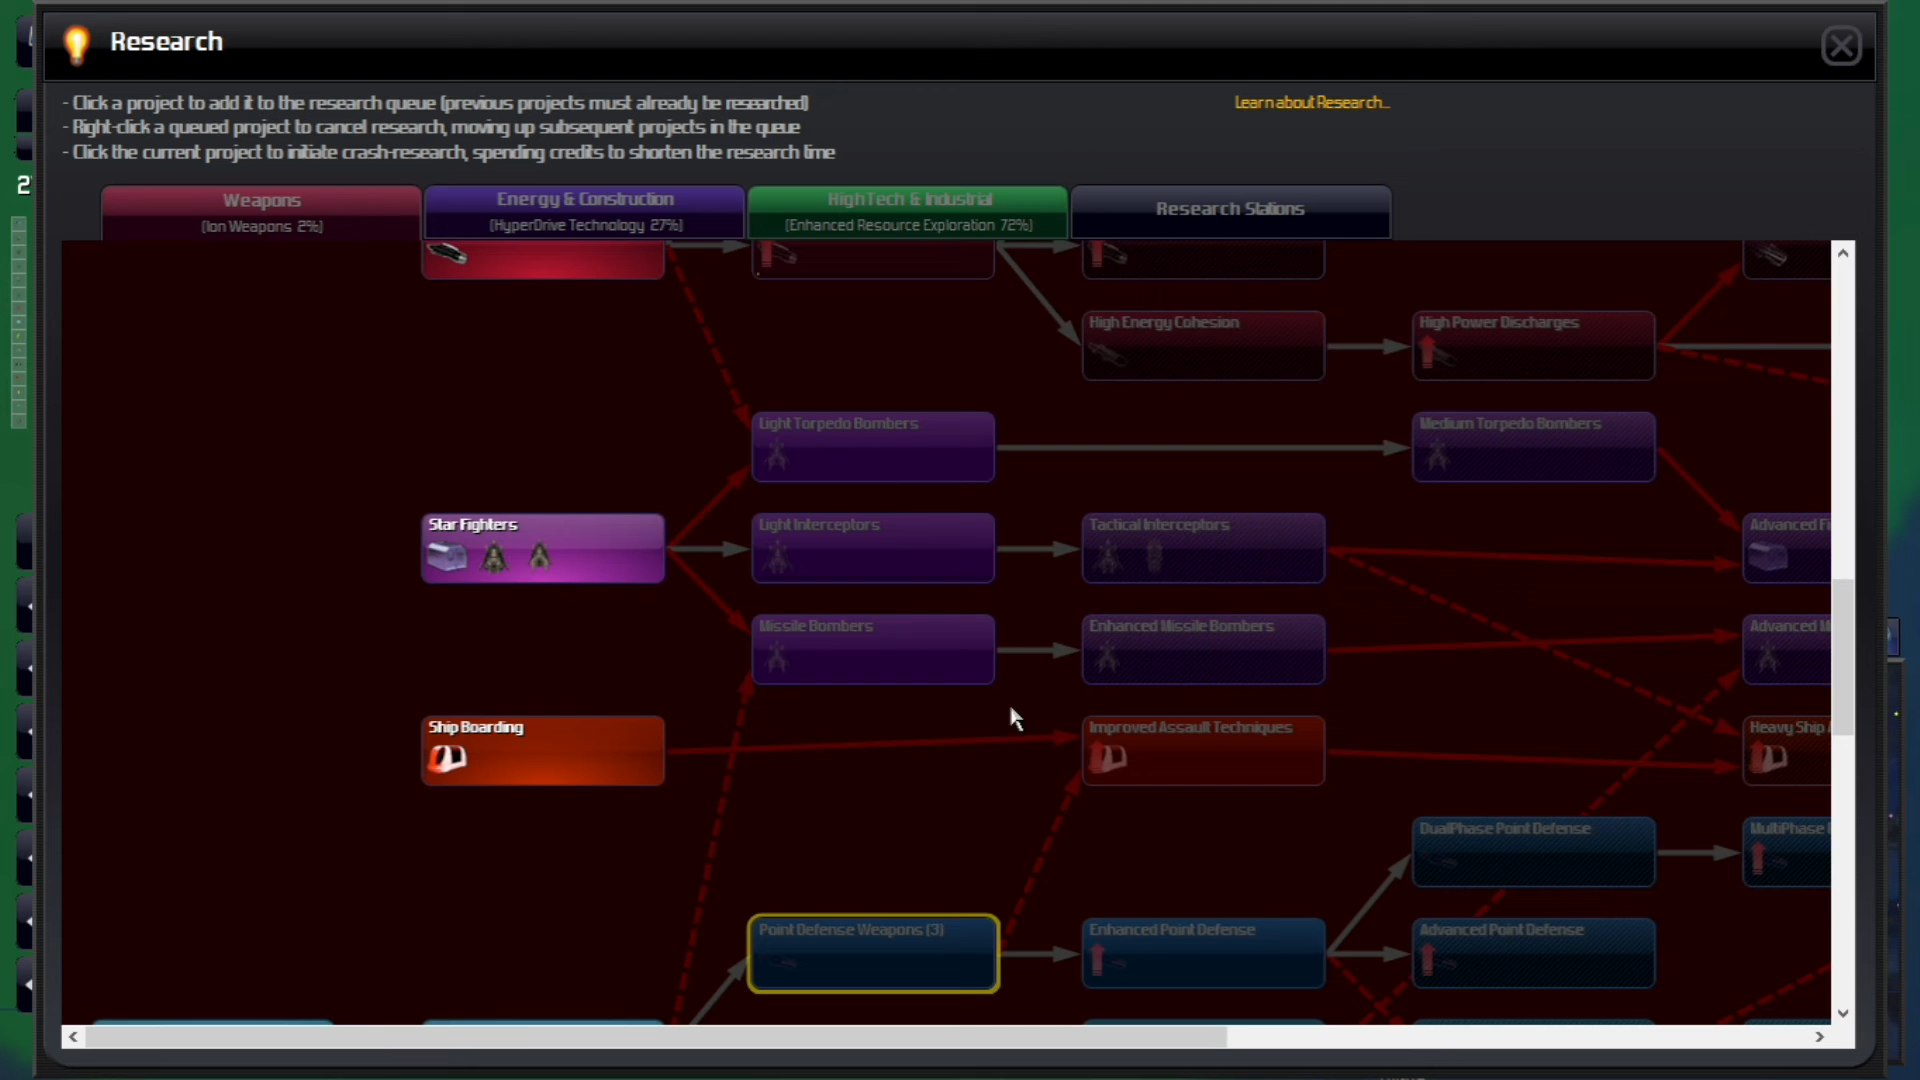 Research
- Click a project to add it to the research queue (previous projects must already be researched)
- Right-click a queued project to cancel research, moving up subsequent projects in the queue
- Click the current project to initiate crash-research, spending credits to shorten the research time
Learn about Research...
Weapons
(Ion Weapons 2%)
Energy & Construction
(HyperDrive Technology 27%)
HighTech & Industrial
(Enhanced Resource Exploration 72%)
Research Stations
High Energy Cohesion
High Power Discharges
Light Torpedo Bombers
Medium Torpedo Bombers
Star Fighters
Light Interceptors
Tactical Interceptors
Advanced
Missile Bombers
Enhanced Missile Bombers
Advanced
Ship Boarding
Improved Assault Techniques
Heavy Ship
DualPhase Point Defense
MultiPhase
Point Defense Weapons (3)
Enhanced Point Defense
Advanced Point Defense